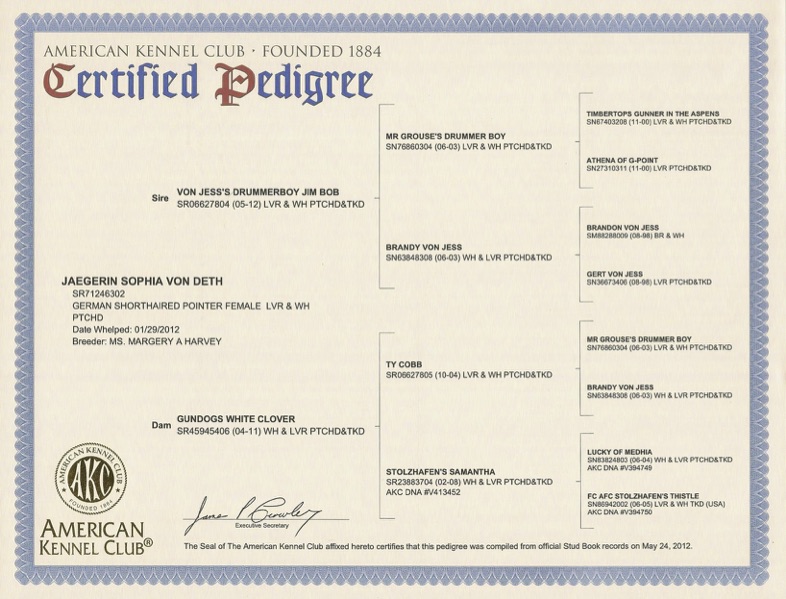 AMERICAN KENNEL CLUB · FOUNDED 1884
Certified Pedigree
TIMBERTOPS GUNNER IN THE ASPENS
SN67403208 (11-00) LVR & WH PTCHD&TKD
MR GROUSE'S DRUMMER BOY
SN76860304 (06-03) LVR & WH PTCHD&TKD
ATHENA OF G-POINT
SN27310311 (11-00) LVR PTCHD&TKD
Sire
VON JESS'S DRUMMERBOY JIM BOB
SR06627804 (05-12) LVR & WH PTCHD&TKD
BRANDON VON JESS
SM88288009 (08-98) BR & WH
BRANDY VON JESS
SN63848308 (06-03) WH & LVR PTCHD&TKD
GERT VON JESS
SN36673406 (08-98) LVR PTCHD&TKD
JAEGERIN SOPHIA VON DETH
SR71246302
GERMAN SHORTHAIRED POINTER FEMALE LVR & WH
PTCHD
Date Whelped: 01/29/2012
Breeder: MS. MARGERY A HARVEY
MR GROUSE'S DRUMMER BOY
SN76860304 (06-03) LVR & WH PTCHD&TKD
TY COBB
SR06627805 (10-04) LVR & WH PTCHD&TKD
BRANDY VON JESS
SN63848308 (06-03) WH & LVR PTCHD&TKD
Dam
GUNDOGS WHITE CLOVER
SR45945406 (04-11) WH & LVR PTCHD&TKD
LUCKY OF MEDHIA
SN83824803 (06-04) WH & LVR PTCHD&TKD
AKC DNA #V394749
STOLZHAFEN'S SAMANTHA
SR23883704 (02-08) WH & LVR PTCHD&TKD
AKC DNA #V413452
FC AFC STOLZHAFEN'S THISTLE
SN86942002 (06-05) LVR & WH TKD (USA)
AKC DNA #V394750
AMERICAN KENNEL CLUB
AKC
FOUNDED 1884
AMERICAN
KENNEL CLUB®
James P. Crowley
Executive Secretary
The Seal of The American Kennel Club affixed hereto certifies that this pedigree was compiled from official Stud Book records on May 24, 2012.